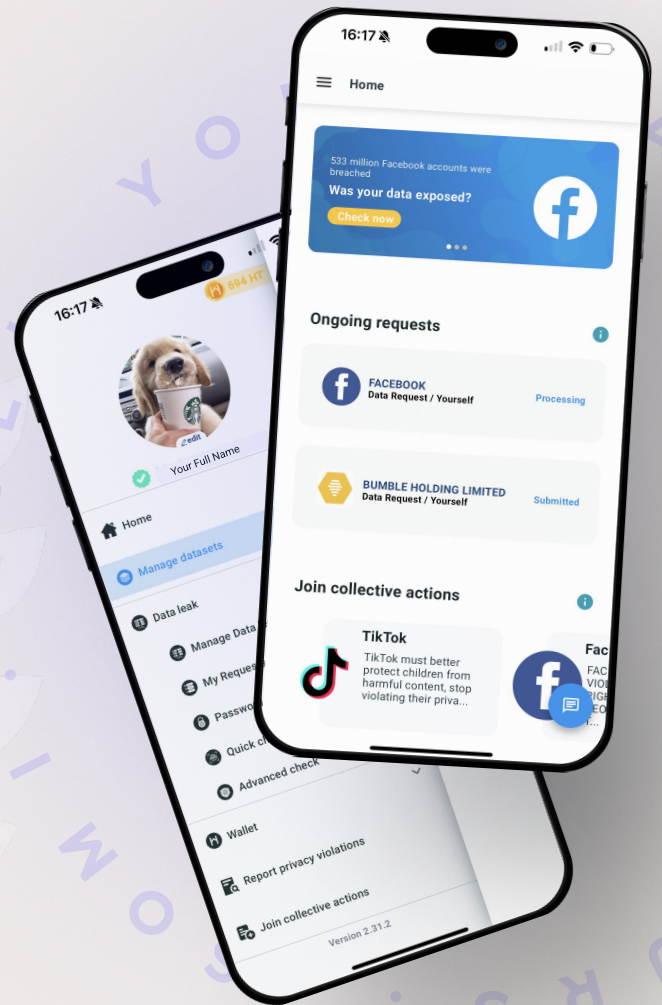 16:17
Home
533 million Facebook accounts were
breached
Was your data exposed?
Check now
Ongoing requests
FACEBOOK
Data Request / Yourself
Processing
BUMBLE HOLDING LIMITED
Data Request / Yourself
Submitted
Join collective actions
TikTok
TikTok must better
protect children from
harmful content, stop
violating their priva...
16:17
694 HT
edit
Your Full Name
Home
Manage datasets
Data leak
Manage Data
My Reques
Passwo
Quick ch
Advanced check
Wallet
Report privacy violations
Join collective actions
Version 2.31.2